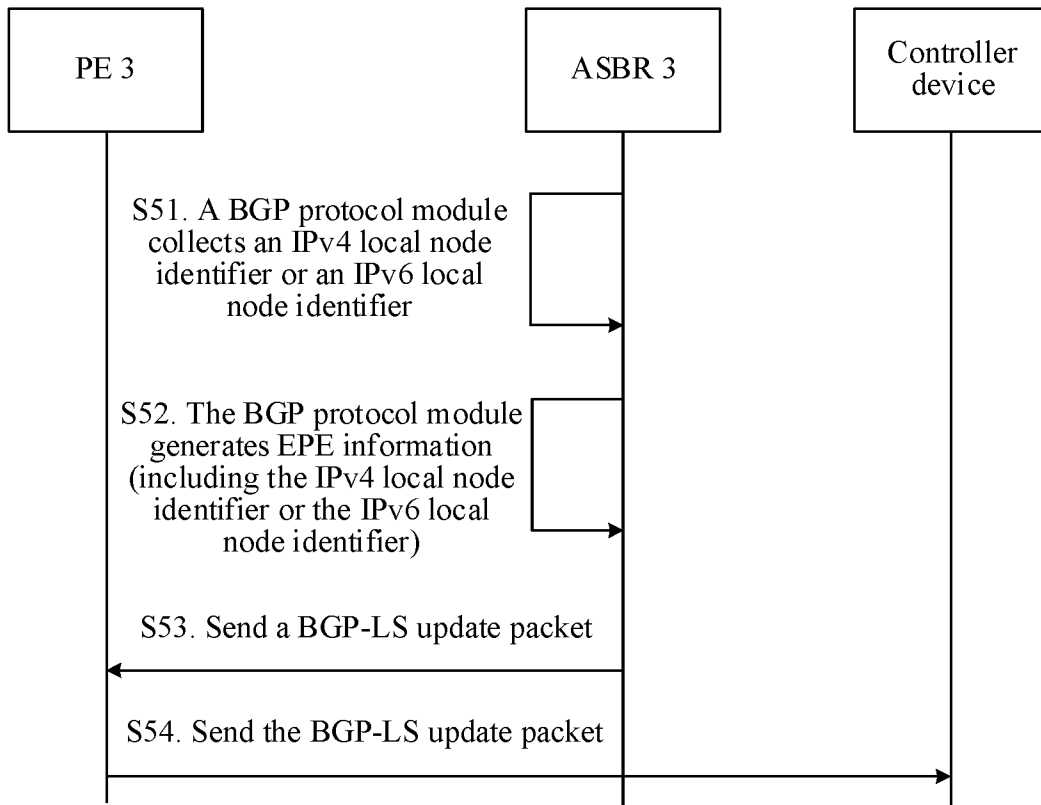 PE 3
ASBR 3
Controller
device
S51. A BGP protocol module
collects an IPv4 local node
identifier or an IPv6 local
node identifier
S52. The BGP protocol module
generates EPE information
(including the IPv4 local node
identifier or the IPv6 local
node identifier)
S53. Send a BGP-LS update packet
S54. Send the BGP-LS update packet